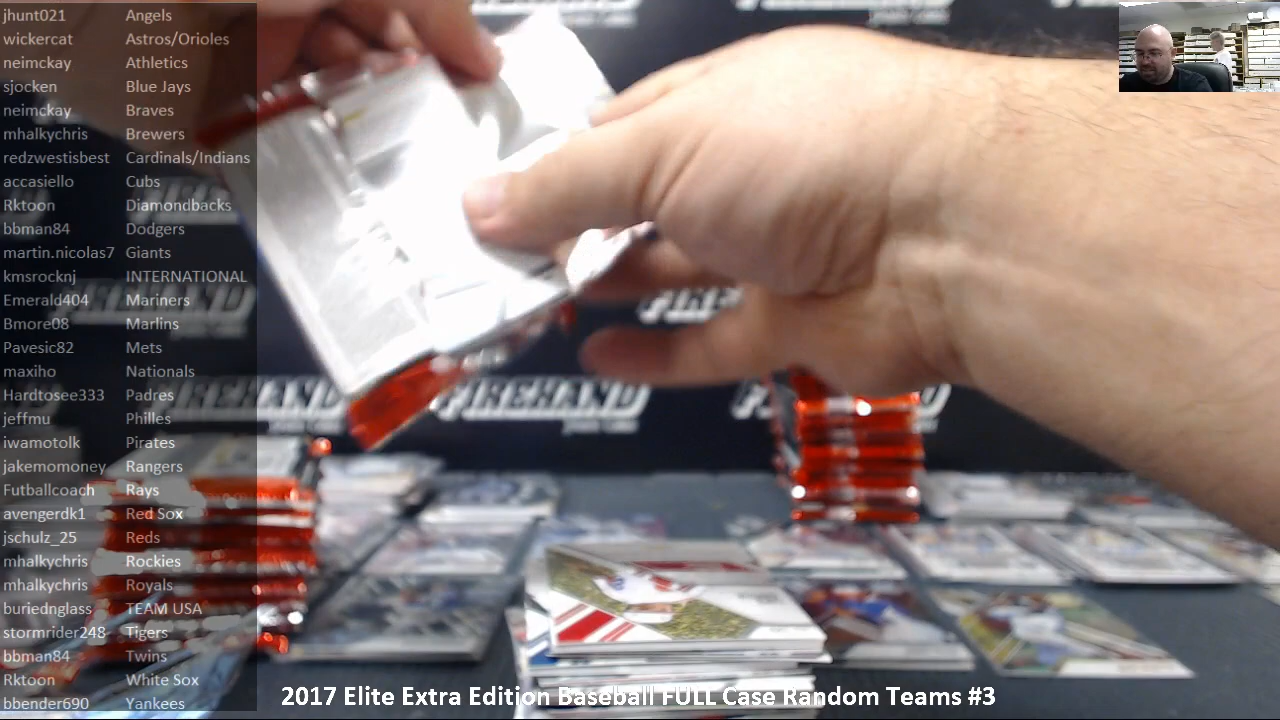 jhunt021 Angels
wickercat Astros/Orioles
neimckay Athletics
sjocken Blue Jays
neimckay Braves
mhalkychris Brewers
redzwestisbest Cardinals/Indians
accasiello Cubs
Rktoon Diamondbacks
bbman84 Dodgers
martin.nicolas7 Giants
kmsrocknj INTERNATIONAL
Emerald404 Mariners
Bmore08 Marlins
Pavesic82 Mets
maxiho Nationals
Hardtosee333 Padres
jeffmu Philles
iwamotolk Pirates
jakemomoney Rangers
Futballcoach Rays
avengerdk1 Red Sox
jschulz_25 Reds
mhalkychris Rockies
mhalkychris Royals
buriednglass TEAM USA
stormrider248 Tigers
bbman84 Twins
Rktoon White Sox
bbender690 Yankees
FIREHAND
FIREHAND FIREHAND
2017 Elite Extra Edition Baseball FULL Case Random Teams #3